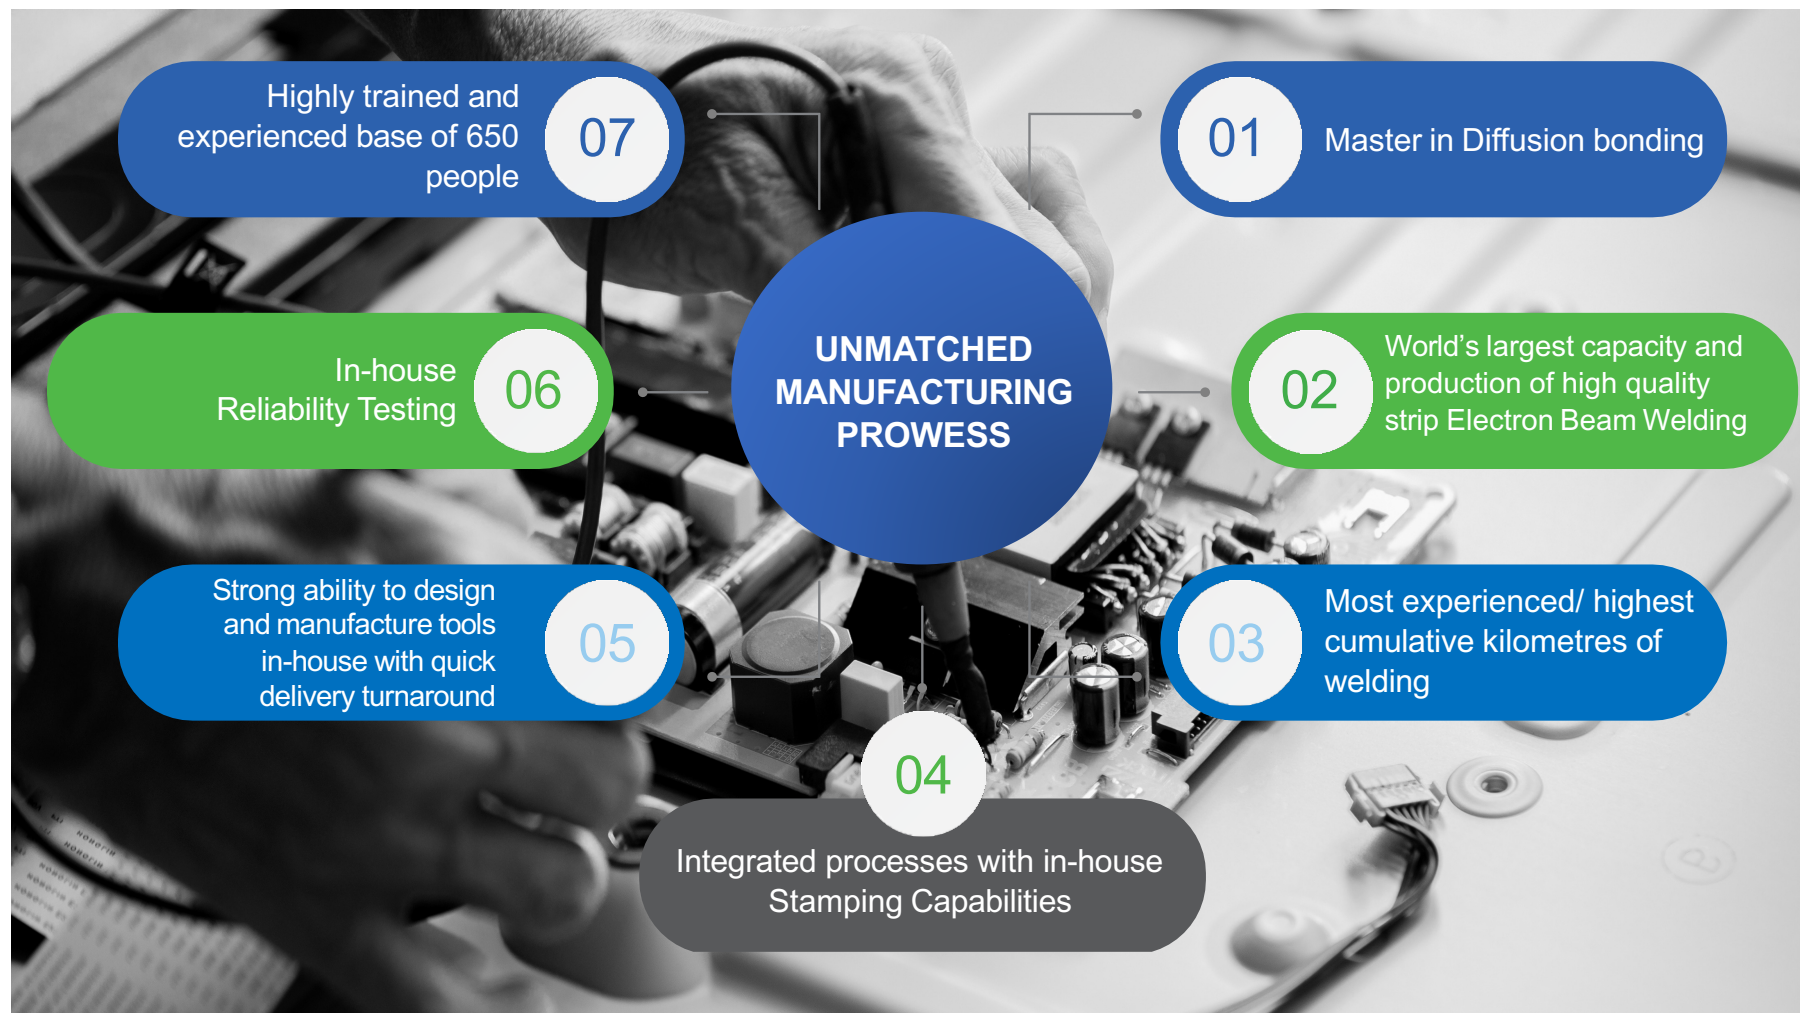 UNMATCHED
MANUFACTURING
PROWESS
01
Master in Diffusion bonding
02
World’s largest capacity and
production of high quality
strip Electron Beam Welding
03
Most experienced/ highest
cumulative kilometres of
welding
04
Integrated processes with in-house
Stamping Capabilities
05
Strong ability to design
and manufacture tools
in-house with quick
delivery turnaround
06
In-house
Reliability Testing
07
Highly trained and
experienced base of 650
people